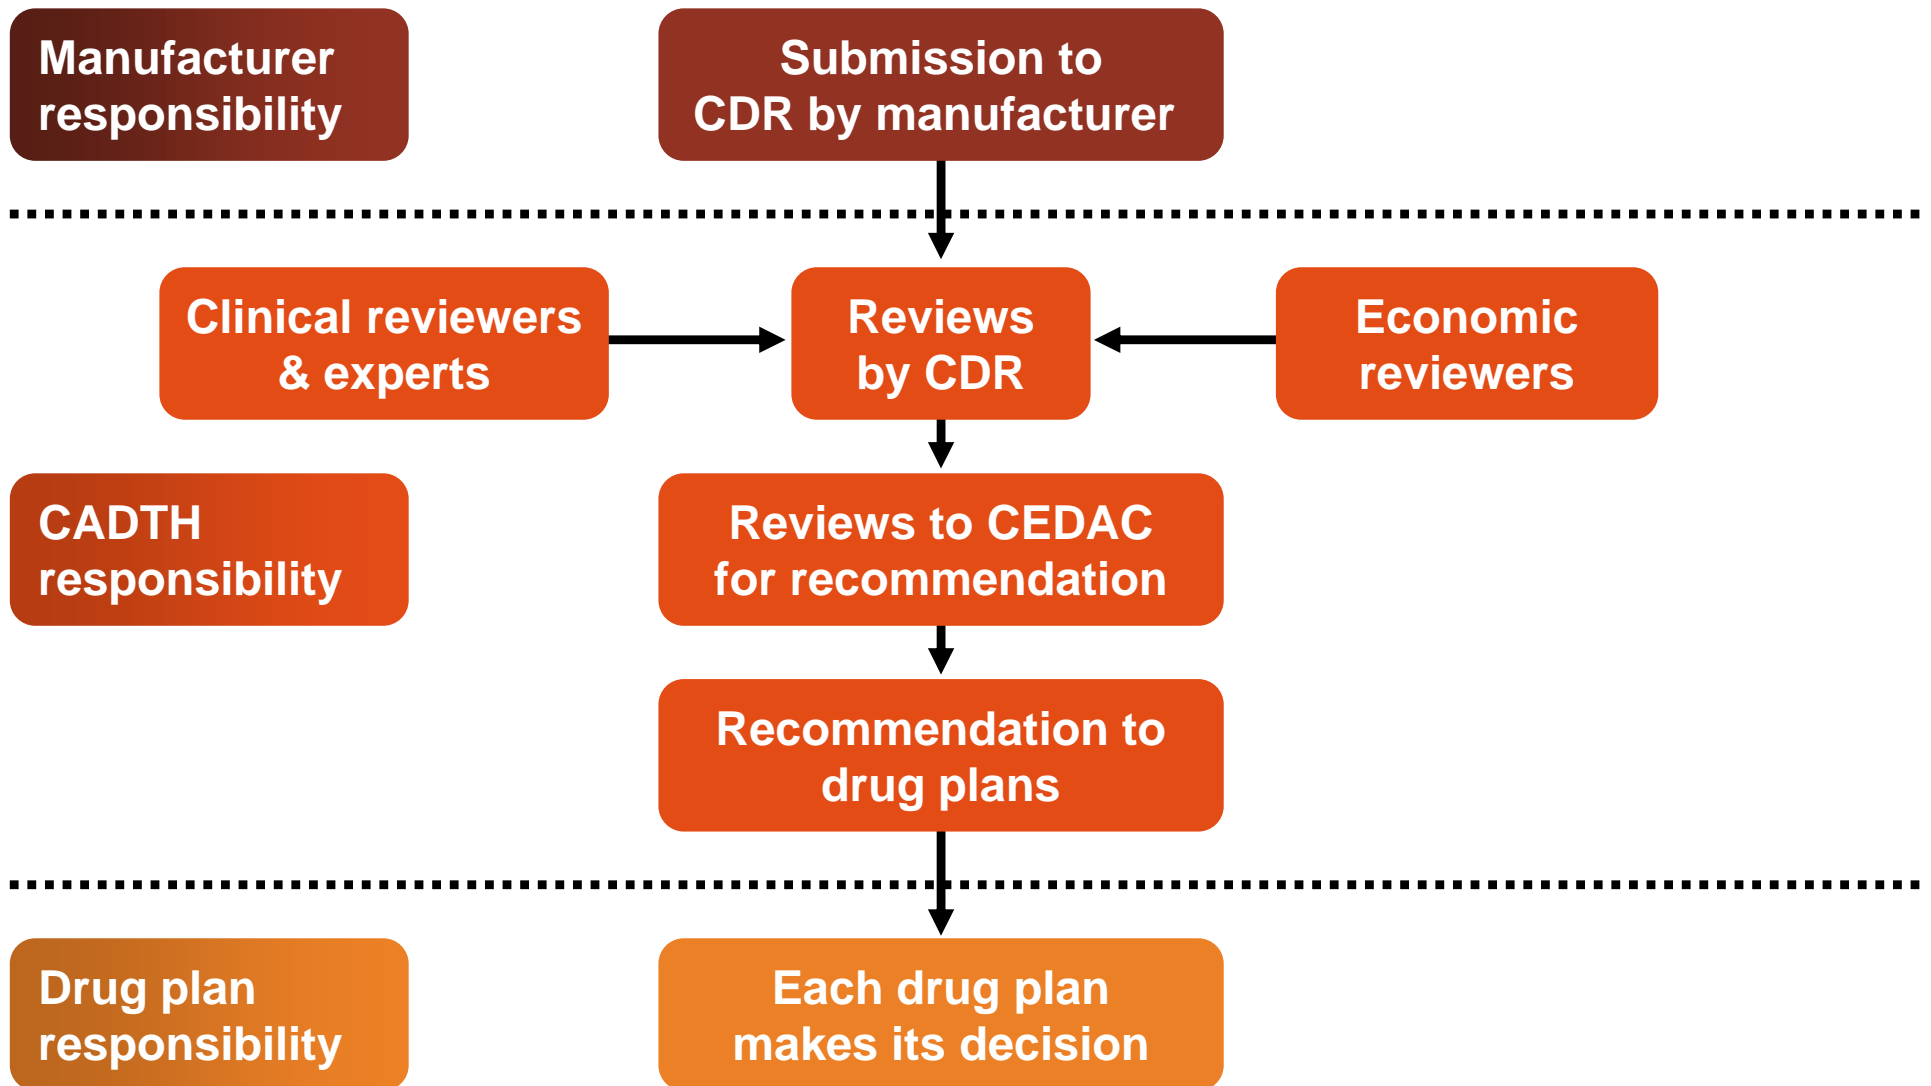 Manufacturer
responsibility
Submission to
CDR by manufacturer
Clinical reviewers
& experts
Reviews
by CDR
Economic
reviewers
CADTH
responsibility
Reviews to CEDAC
for recommendation
Recommendation to
drug plans
Drug plan
responsibility
Each drug plan
makes its decision